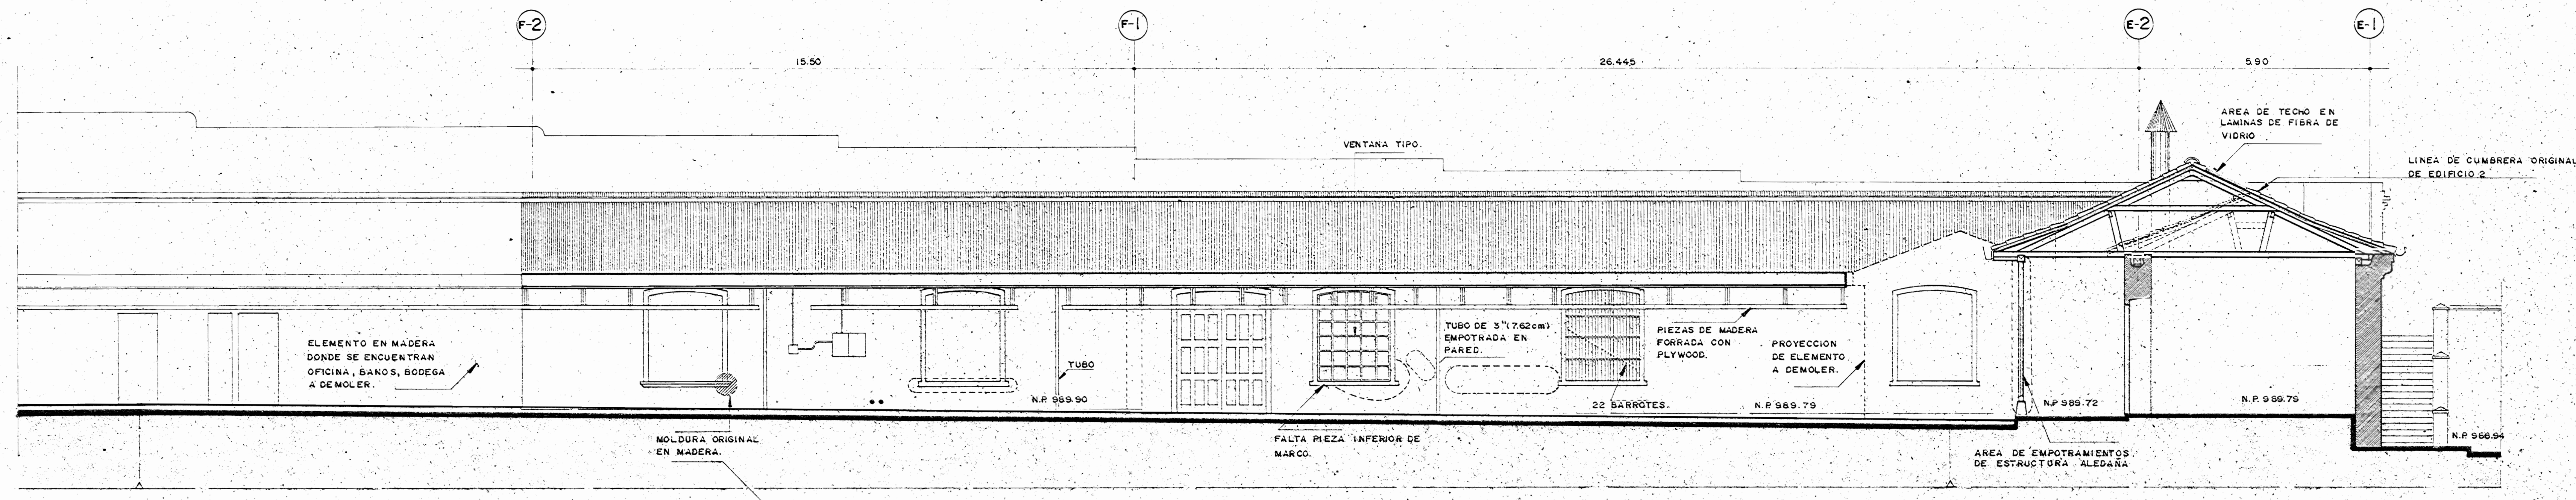 F-2
F-1
E-2
E-1
15.50
26.445
5.90
AREA DE TECHO EN
LAMINAS DE FIBRA DE
VIDRIO
VENTANA TIPO.
LINEA DE CUMBRERA ORIGINAL
DE EDIFICIO 2
ELEMENTO EN MADERA
DONDE SE ENCUENTRAN
OFICINA, BANOS, BODEGA
A DEMOLER.
TUBO
N.P. 989.90
TUBO DE 3"(7.62cm)
EMPOTRADA EN
PARED.
PIEZAS DE MADERA
FORRADA CON
PLYWOOD.
PROYECCION
DE ELEMENTO
A DEMOLER.
22 BARROTES.
N.P. 989.79
N.P. 989.72
N.P. 989.79
N.P. 988.94
MOLDURA ORIGINAL
EN MADERA.
FALTA PIEZA INFERIOR DE
MARCO.
AREA DE EMPOTRAMIENTOS
DE ESTRUCTURA ALEDAÑA